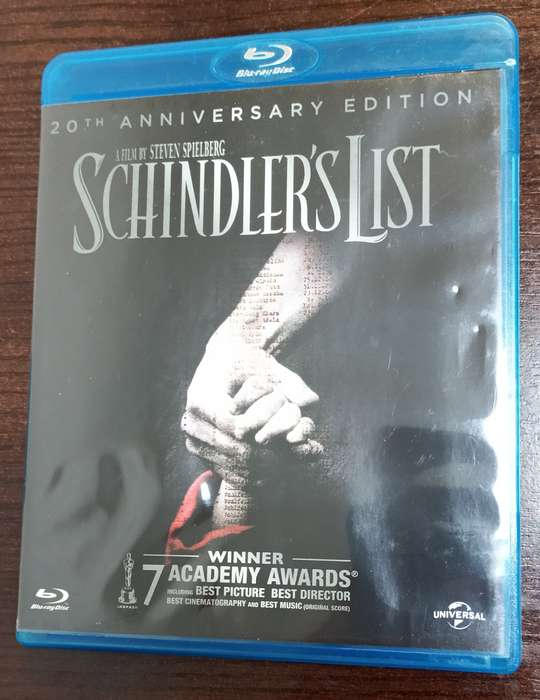 Blu-ray Disc
20TH ANNIVERSARY EDITION
A FILM BY STEVEN SPIELBERG
SCHINDLER'S LIST
WINNER
7 ACADEMY AWARDS®
INCLUDING BEST PICTURE BEST DIRECTOR
BEST CINEMATOGRAPHY AND BEST MUSIC (ORIGINAL SCORE)
Blu-ray Disc
UNIVERSAL